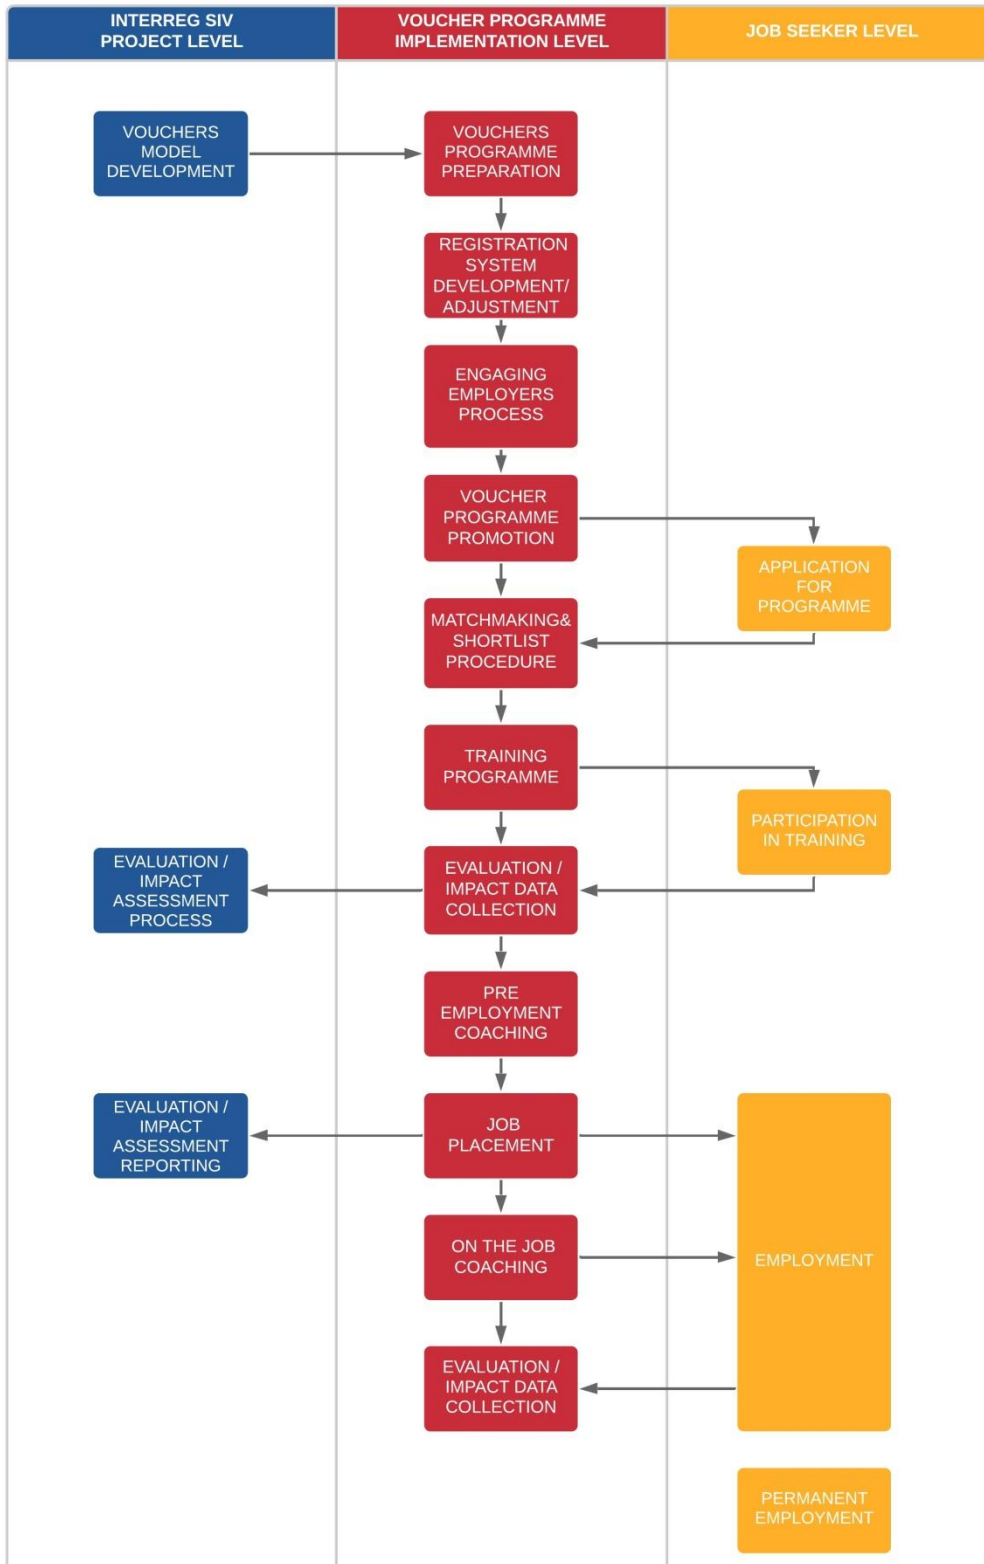 INTERREG SIV
PROJECT LEVEL
VOUCHER PROGRAMME
IMPLEMENTATION LEVEL
JOB SEEKER LEVEL
VOUCHERS
MODEL
DEVELOPMENT
VOUCHERS
PROGRAMME
PREPARATION
REGISTRATION
SYSTEM
DEVELOPMENT/
ADJUSTMENT
ENGAGING
EMPLOYERS
PROCESS
VOUCHER
PROGRAMME
PROMOTION
APPLICATION
FOR
PROGRAMME
MATCHMAKING&
SHORTLIST
PROCEDURE
TRAINING
PROGRAMME
PARTICIPATION
IN TRAINING
EVALUATION /
IMPACT
ASSESSMENT
PROCESS
EVALUATION /
IMPACT DATA
COLLECTION
PRE
EMPLOYMENT
COACHING
EVALUATION /
IMPACT
ASSESSMENT
REPORTING
JOB
PLACEMENT
ON THE JOB
COACHING
EMPLOYMENT
EVALUATION /
IMPACT DATA
COLLECTION
PERMANENT
EMPLOYMENT